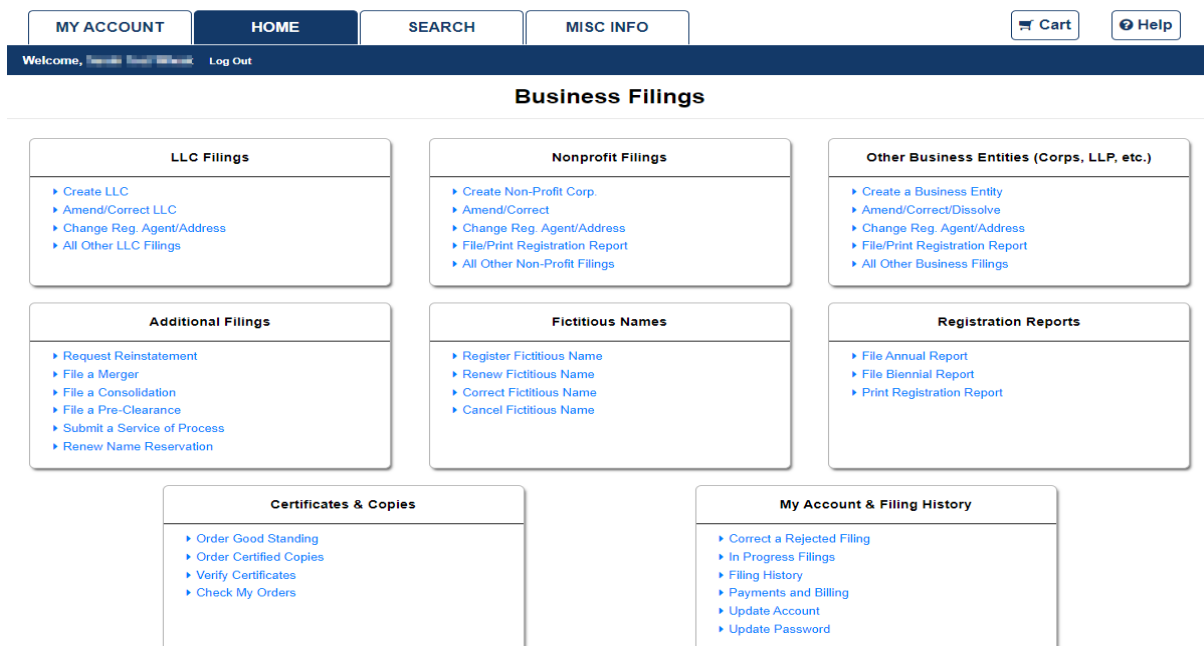 MY ACCOUNT
HOME
SEARCH
MISC INFO
Cart
Help
Welcome,
Log Out
Business Filings
LLC Filings
Create LLC
Amend/Correct LLC
Change Reg. Agent/Address
All Other LLC Filings
Nonprofit Filings
Create Non-Profit Corp.
Amend/Correct
Change Reg. Agent/Address
File/Print Registration Report
All Other Non-Profit Filings
Other Business Entities (Corps, LLP, etc.)
Create a Business Entity
Amend/Correct/Dissolve
Change Reg. Agent/Address
File/Print Registration Report
All Other Business Filings
Additional Filings
Request Reinstatement
File a Merger
File a Consolidation
File a Pre-Clearance
Submit a Service of Process
Renew Name Reservation
Fictitious Names
Register Fictitious Name
Renew Fictitious Name
Correct Fictitious Name
Cancel Fictitious Name
Registration Reports
File Annual Report
File Biennial Report
Print Registration Report
Certificates & Copies
Order Good Standing
Order Certified Copies
Verify Certificates
Check My Orders
My Account & Filing History
Correct a Rejected Filing
In Progress Filings
Filing History
Payments and Billing
Update Account
Update Password